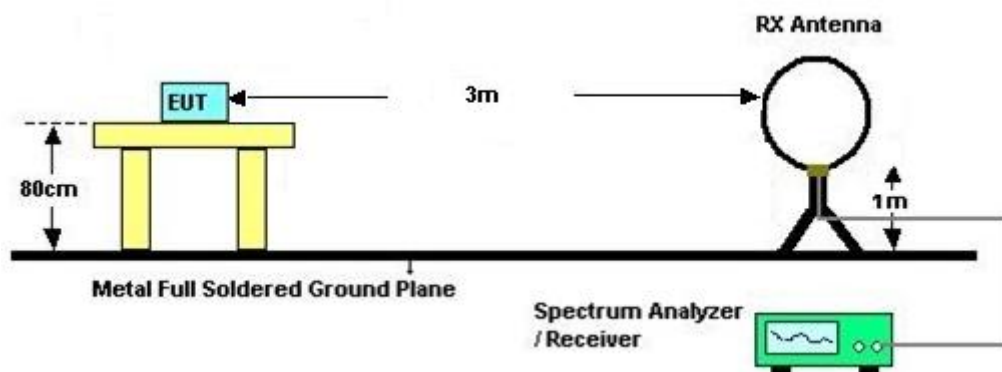 RX Antenna
EUT
3m
80cm
1m
Metal Full Soldered Ground Plane
Spectrum Analyzer
/ Receiver